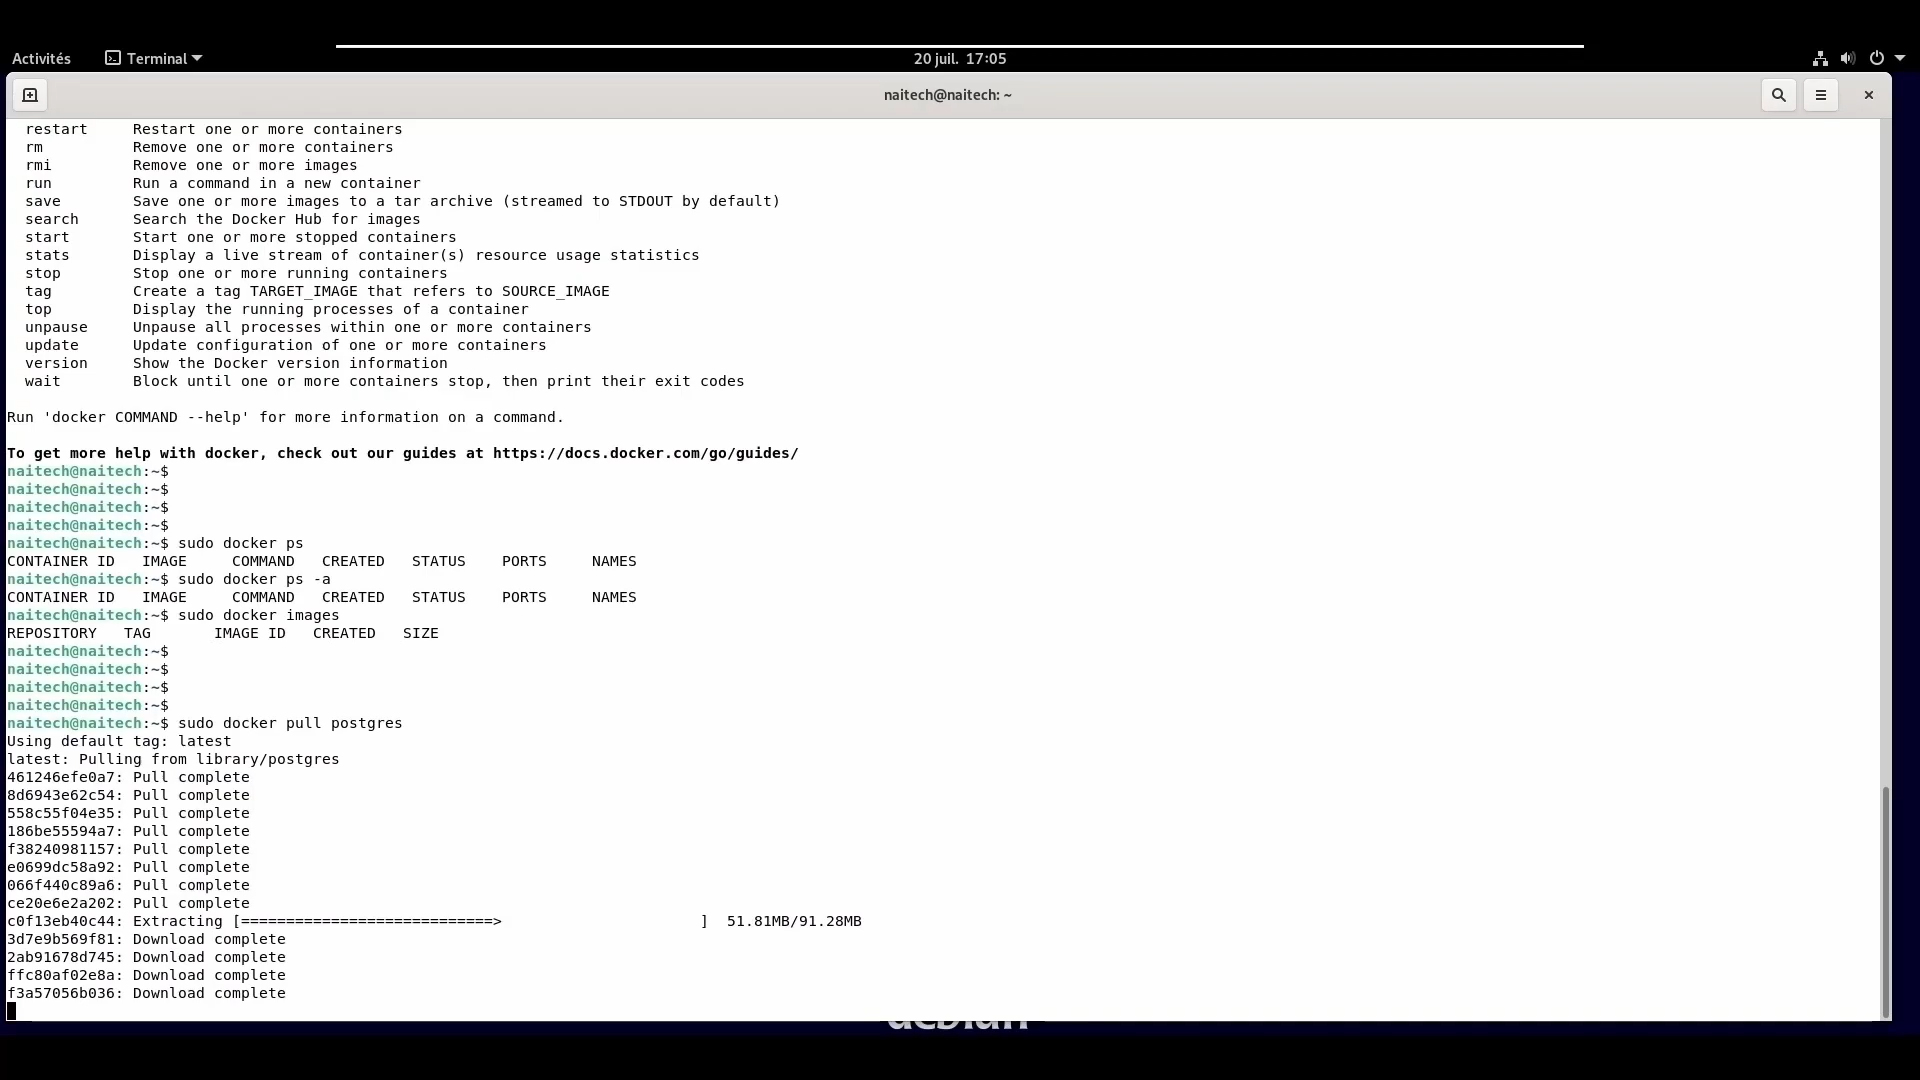 Activités Terminal 20 juil. 17:05
naitech@naitech: ~
restart     Restart one or more containers
rm          Remove one or more containers
rmi         Remove one or more images
run         Run a command in a new container
save        Save one or more images to a tar archive (streamed to STDOUT by default)
search      Search the Docker Hub for images
start       Start one or more stopped containers
stats       Display a live stream of container(s) resource usage statistics
stop        Stop one or more running containers
tag         Create a tag TARGET_IMAGE that refers to SOURCE_IMAGE
top         Display the running processes of a container
unpause     Unpause all processes within one or more containers
update      Update configuration of one or more containers
version     Show the Docker version information
wait        Block until one or more containers stop, then print their exit codes
Run 'docker COMMAND --help' for more information on a command.
To get more help with docker, check out our guides at https://docs.docker.com/go/guides/
naitech@naitech:~$
naitech@naitech:~$
naitech@naitech:~$
naitech@naitech:~$
naitech@naitech:~$ sudo docker ps
CONTAINER ID   IMAGE     COMMAND   CREATED   STATUS    PORTS     NAMES
naitech@naitech:~$ sudo docker ps -a
CONTAINER ID   IMAGE     COMMAND   CREATED   STATUS    PORTS     NAMES
naitech@naitech:~$ sudo docker images
REPOSITORY   TAG       IMAGE ID   CREATED   SIZE
naitech@naitech:~$
naitech@naitech:~$
naitech@naitech:~$
naitech@naitech:~$
naitech@naitech:~$ sudo docker pull postgres
Using default tag: latest
latest: Pulling from library/postgres
461246efe0a7: Pull complete
8d6943e62c54: Pull complete
558c55f04e35: Pull complete
186be55594a7: Pull complete
f38240981157: Pull complete
e0699dc58a92: Pull complete
066f440c89a6: Pull complete
ce20e6e2a202: Pull complete
c0f13eb40c44: Extracting [============================>                      ]  51.81MB/91.28MB
3d7e9b569f81: Download complete
2ab91678d745: Download complete
ffc80af02e8a: Download complete
f3a57056b036: Download complete
debian